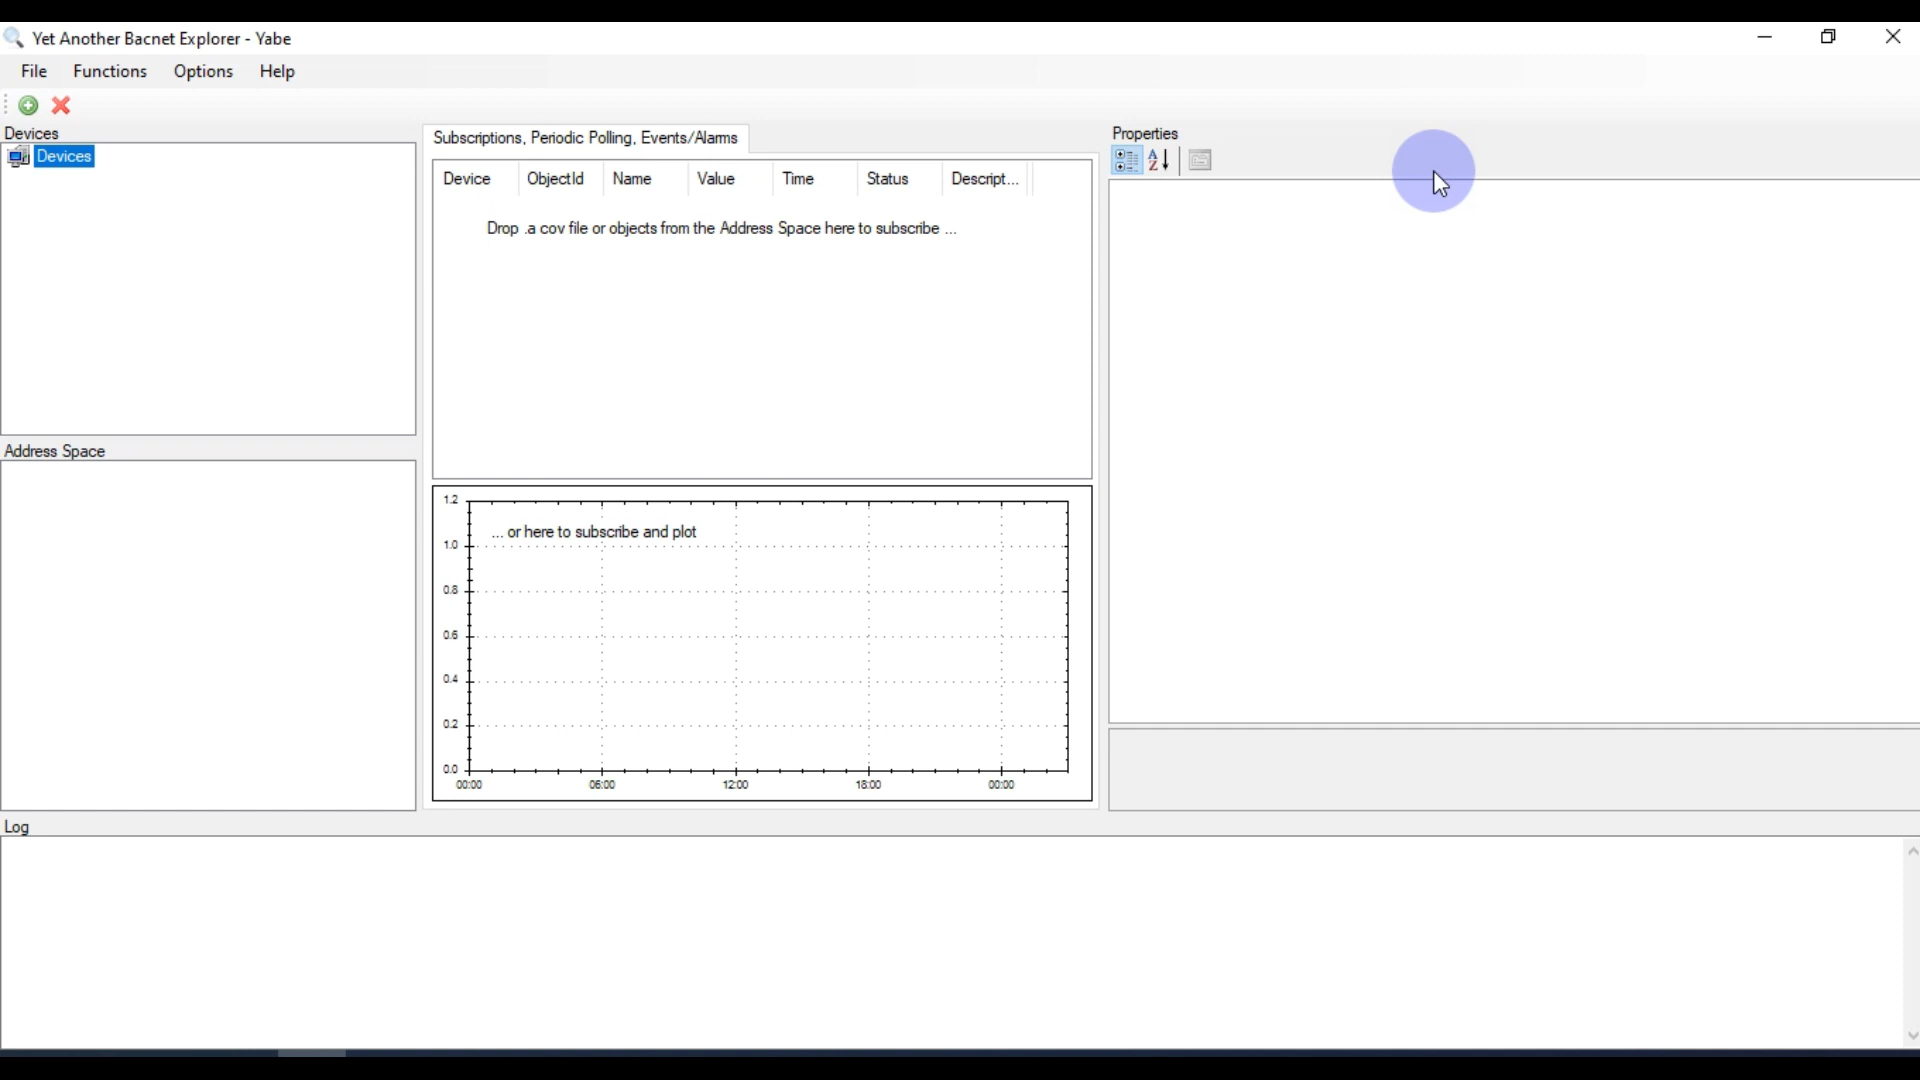 Yet Another Bacnet Explorer - Yabe
File Functions Options Help
Devices
Devices
Address Space
Subscriptions, Periodic Polling, Events/Alarms
Device ObjectId Name Value Time Status Descript...
Drop .a cov file or objects from the Address Space here to subscribe ...
... or here to subscribe and plot
1.2
1.0
0.8
0.6
0.4
0.2
0.0
00:00 06:00 12:00 18:00 00:00
Properties
Log